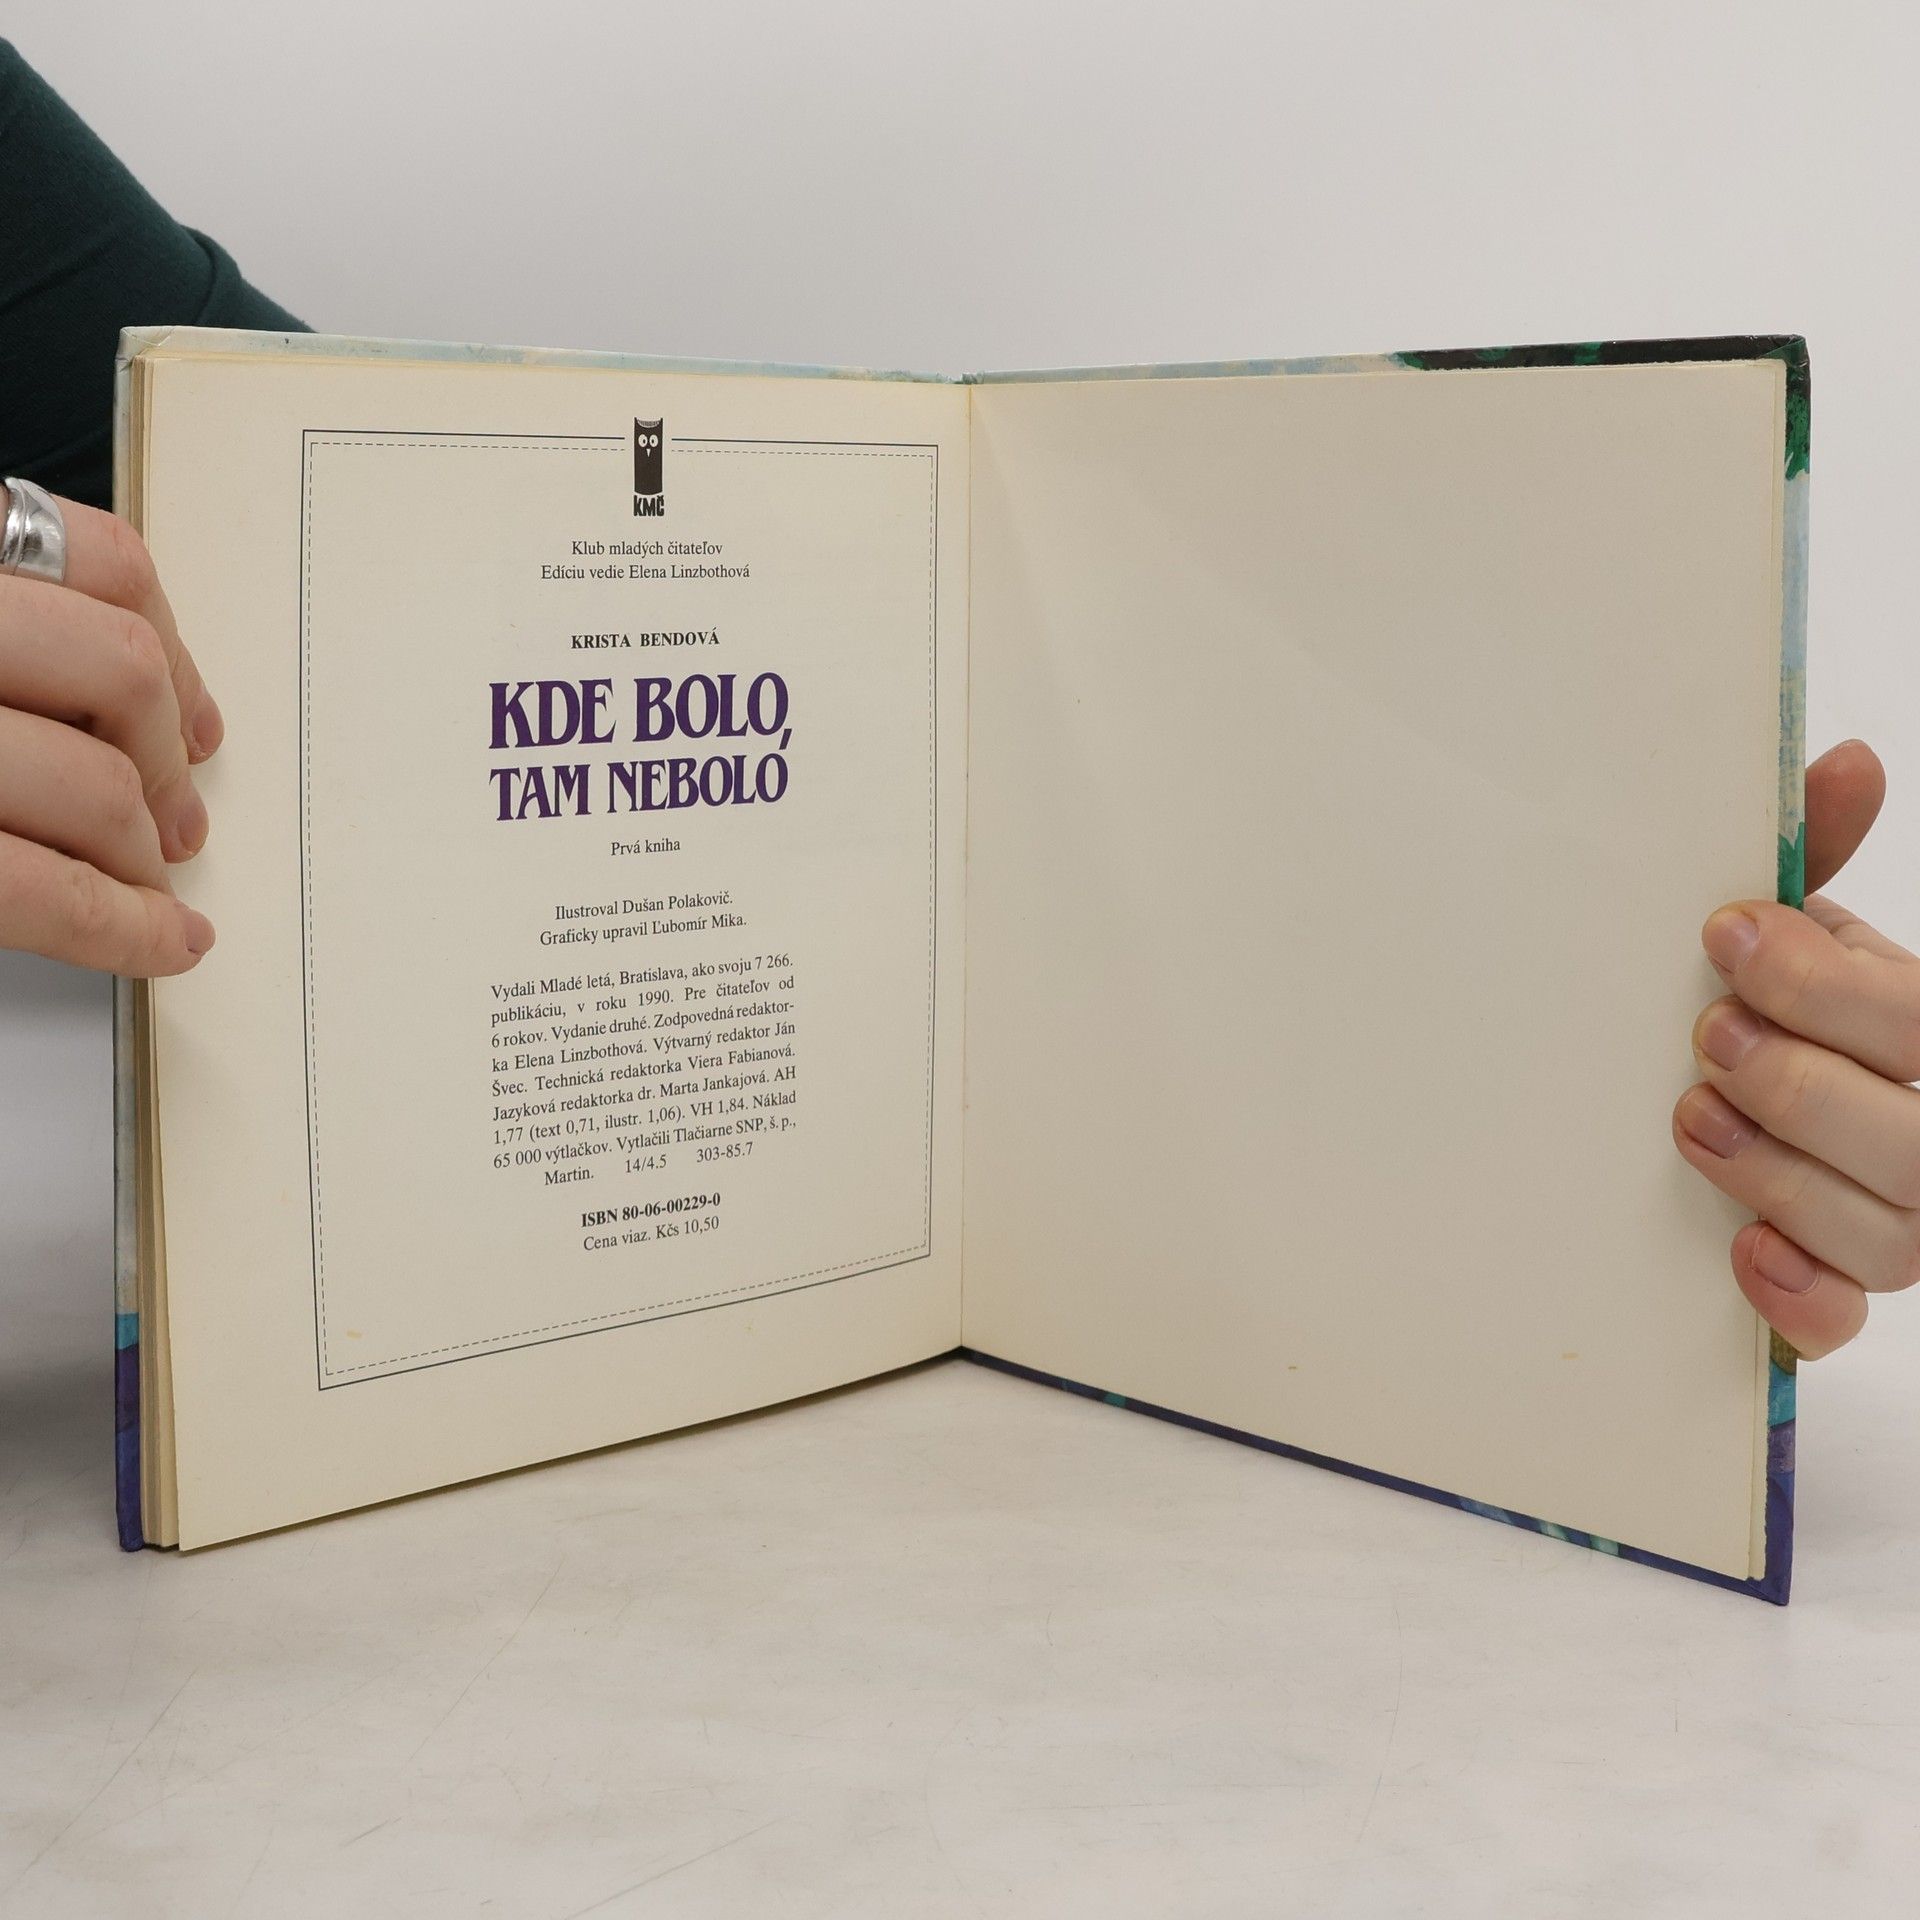 KMČ
Klub mladých čitateľov
Edíciu vedie Elena Linzbothová
KRISTA BENDOVÁ
KDE BOLO,
TAM NEBOLO
Prvá kniha
Ilustroval Dušan Polakovič.
Graficky upravil Ľubomír Mika.
Vydali Mladé letá, Bratislava, ako svoju 7 266.
publikáciu, v roku 1990. Pre čitateľov od
6 rokov. Vydanie druhé. Zodpovedná redaktor-
ka Elena Linzbothová. Výtvarný redaktor Ján
Švec. Technická redaktorka Viera Fabianová.
Jazyková redaktorka dr. Marta Jankajová. AH
1,77 (text 0,71, ilustr. 1,06). VH 1,84. Náklad
65 000 výtlačkov. Vytlačili Tlačiarne SNP, š. p.,
Martin. 14/4.5 303-85.7
ISBN 80-06-00229-0
Cena viaz. Kčs 10,50